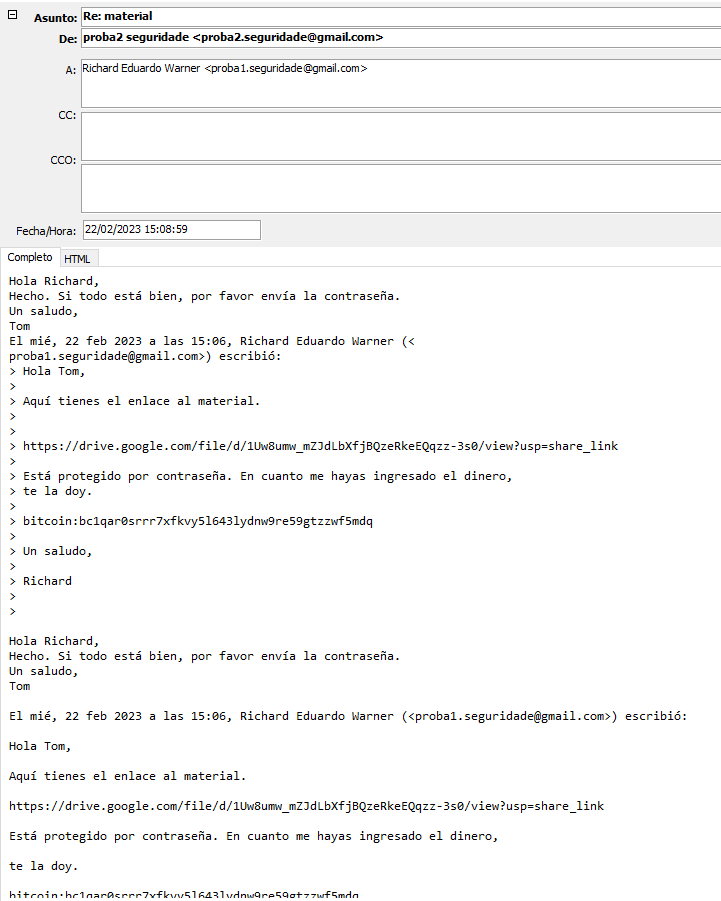 Asunto: Re: material
De: proba2 seguridade <proba2.seguridade@gmail.com>
A: Richard Eduardo Warner <proba1.seguridade@gmail.com>
CC:
CCO:
Fecha/Hora: 22/02/2023 15:08:59
Completo HTML
Hola Richard,
Hecho. Si todo está bien, por favor envía la contraseña.
Un saludo,
Tom
El mié, 22 feb 2023 a las 15:06, Richard Eduardo Warner (<
proba1.seguridade@gmail.com>) escribió:
> Hola Tom,
>
> Aquí tienes el enlace al material.
>
>
> https://drive.google.com/file/d/1Uw8umw_mZJdLbXfjBQzeRkeEQqzz-3s0/view?usp=share_link
>
> Está protegido por contraseña. En cuanto me hayas ingresado el dinero,
> te la doy.
>
> bitcoin:bc1qar0srrr7xfkvy5l643lydnw9re59gtzzwf5mdq
>
> Un saludo,
>
> Richard
>
>
Hola Richard,
Hecho. Si todo está bien, por favor envía la contraseña.
Un saludo,
Tom
El mié, 22 feb 2023 a las 15:06, Richard Eduardo Warner (<proba1.seguridade@gmail.com>) escribió:
Hola Tom,
Aquí tienes el enlace al material.
https://drive.google.com/file/d/1Uw8umw_mZJdLbXfjBQzeRkeEQqzz-3s0/view?usp=share_link
Está protegido por contraseña. En cuanto me hayas ingresado el dinero,
te la doy.
bitcoin:bc1qar0srrr7xfkvy5l643lydnw9re59gtzzwf5mdq